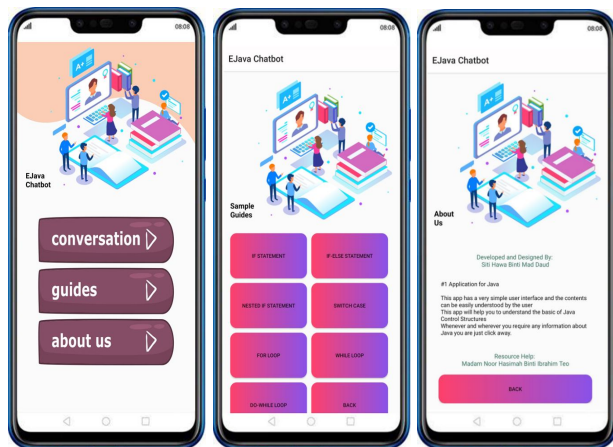 08:08
A+
EJava
Chatbot
conversation
guides
about us
08:08
EJava Chatbot
A+
Sample
Guides
IF STATEMENT
IF-ELSE STATEMENT
NESTED IF STATEMENT
SWITCH CASE
FOR LOOP
WHILE LOOP
DO-WHILE LOOP
BACK
08:08
EJava Chatbot
A+
About
Us
Developed and Designed By:
Siti Hawa Binti Mad Daud
#1 Application for Java
This app has a very simple user interface and the contents
can be easily understood by the user
This app will help you to understand the basic of Java
Control Structures
Whenever and wherever you require any information about
Java you are just click away.
Resource Help:
Madam Noor Hasimah Binti Ibrahim Teo
BACK